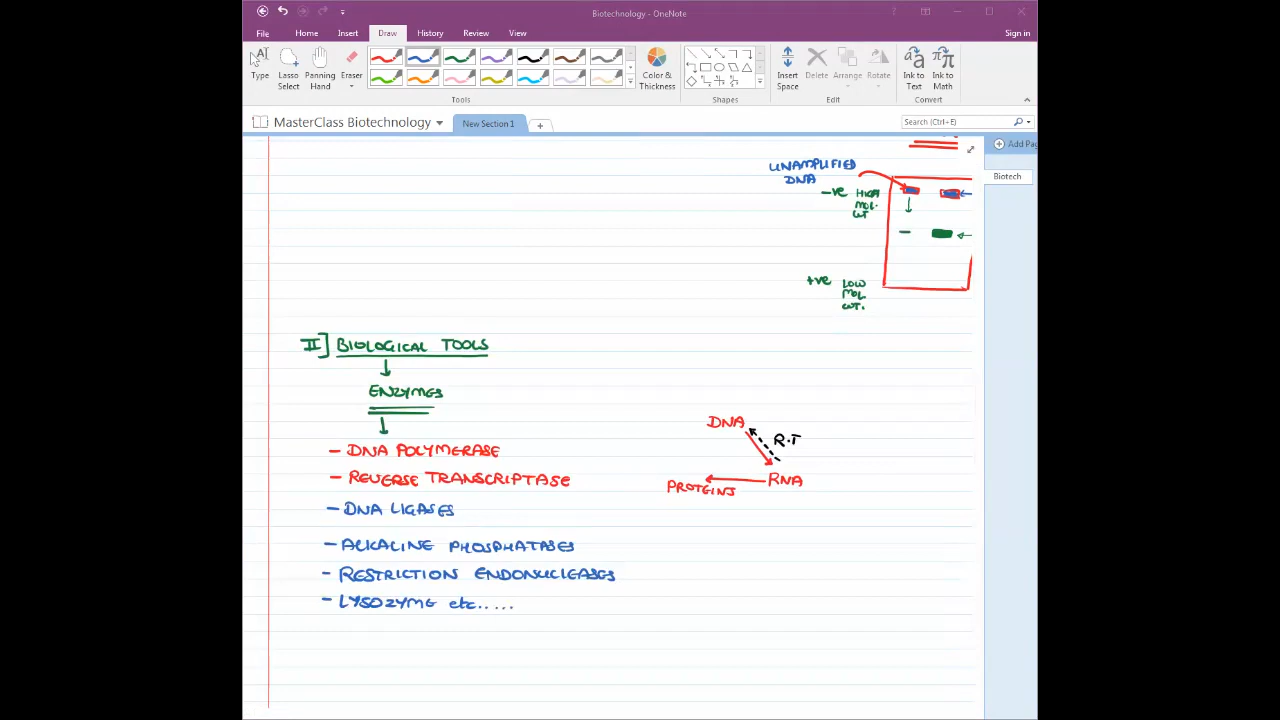 Biotechnology - OneNote
File Home Insert Draw History Review View
Sign in
Type
Lasso Select
Panning Hand
Eraser
Color & Thickness
Insert Space
Delete
Arrange
Rotate
Ink to Text
Ink to Math
Tools
Shapes
Edit
Convert
MasterClass Biotechnology
New Section 1
Search (Ctrl+E)
Add Pag
Biotech
UNAMPLIFIED
DNA
-ve HIGH
MOL.
WT
+ve LOW
MOL
WT.
II] BIOLOGICAL TOOLS
ENZYMES
- DNA POLYMERASE
- REVERSE TRANSCRIPTASE
- DNA LIGASES
- ALKALINE PHOSPHATASES
- RESTRICTION ENDONUCLEASES
- LYSOZYME etc.....
DNA
R.T
RNA
PROTEINS